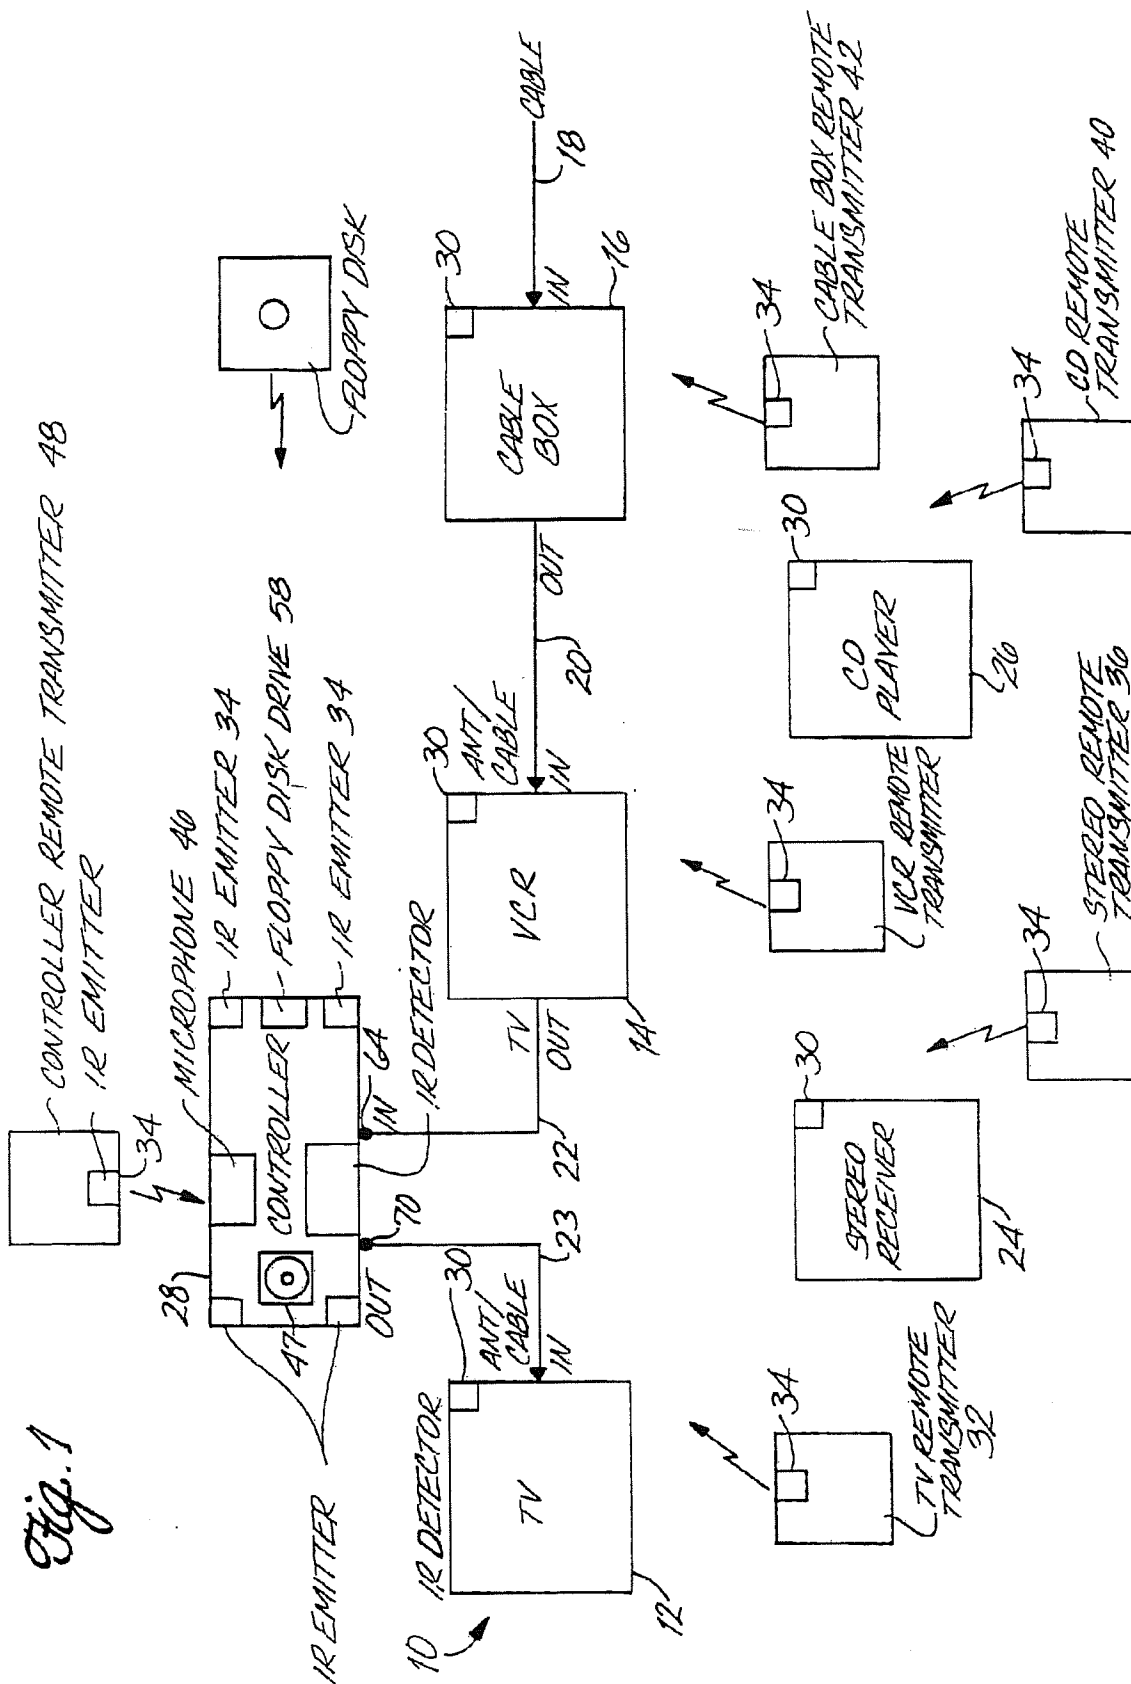 Fig. 1
CONTROLLER REMOTE TRANSMITTER 48
IR EMITTER
34
MICROPHONE 46
IR EMITTER 34
FLOPPY DISK DRIVE 58
IR EMITTER 34
28
CONTROLLER
47
IR EMITTER
OUT
70
64
IN
IR DETECTOR
FLOPPY DISK
10
IR DETECTOR
30
ANT/
CABLE
IN
23
TV
12
22
TV
OUT
VCR
14
30
ANT/
CABLE
IN
20
OUT
CABLE
BOX
30
16
IN
18
CABLE
34
TV REMOTE
TRANSMITTER
32
STEREO
RECEIVER
30
24
34
VCR REMOTE
TRANSMITTER
CD
PLAYER
30
26
34
CABLE BOX REMOTE
TRANSMITTER 42
34
STEREO REMOTE
TRANSMITTER 36
34
CD REMOTE
TRANSMITTER 40